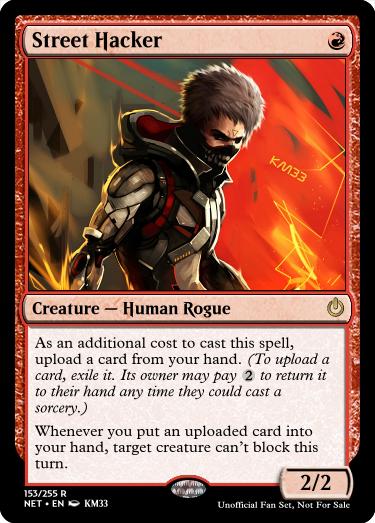 Street Hacker
KM33
Creature — Human Rogue
As an additional cost to cast this spell,
upload a card from your hand. (To upload a
card, exile it. Its owner may pay 2 to return it
to their hand any time they could cast a
sorcery.)
Whenever you put an uploaded card into
your hand, target creature can't block this
turn.
2/2
153/255 R
NET • EN KM33
Unofficial Fan Set, Not For Sale